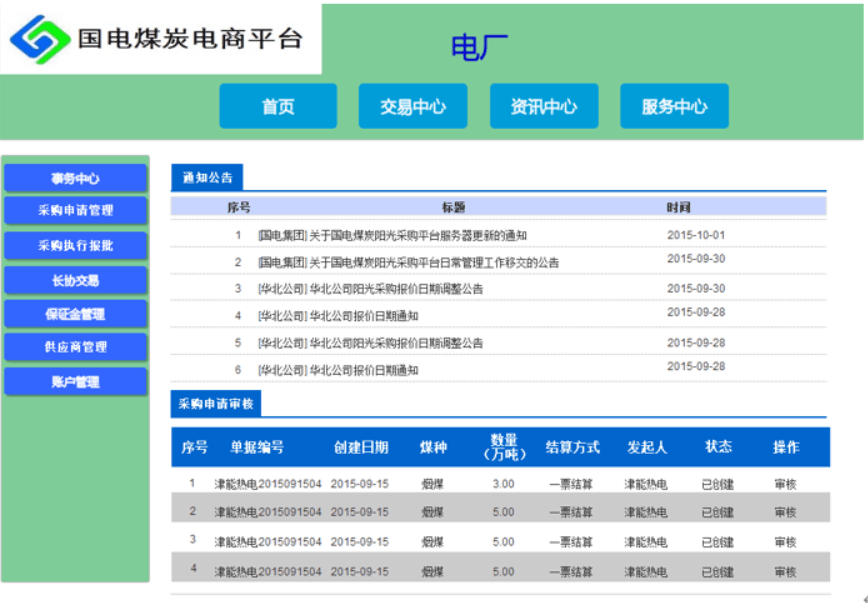 国电煤炭电商平台
电厂
首页 交易中心 资讯中心 服务中心
事务中心
采购申请管理
采购执行报批
长协交易
保证金管理
供应商管理
账户管理
通知公告
序号 标题 时间
1 [国电集团] 关于国电煤炭阳光采购平台服务器更新的通知 2015-10-01
2 [国电集团] 关于国电煤炭阳光采购平台日常管理工作移交的公告 2015-09-30
3 [华北公司] 华北公司阳光采购报价日期调整公告 2015-09-30
4 [华北公司] 华北公司报价日期通知 2015-09-28
5 [华北公司] 华北公司阳光采购报价日期调整公告 2015-09-28
6 [华北公司] 华北公司报价日期通知 2015-09-28
采购申请审核
序号 单据编号 创建日期 煤种 数量(万吨) 结算方式 发起人 状态 操作
1 津能热电2015091504 2015-09-15 烟煤 3.00 一票结算 津能热电 已创建 审核
2 津能热电2015091504 2015-09-15 烟煤 5.00 一票结算 津能热电 已创建 审核
3 津能热电2015091504 2015-09-15 烟煤 5.00 一票结算 津能热电 已创建 审核
4 津能热电2015091504 2015-09-15 烟煤 5.00 一票结算 津能热电 已创建 审核